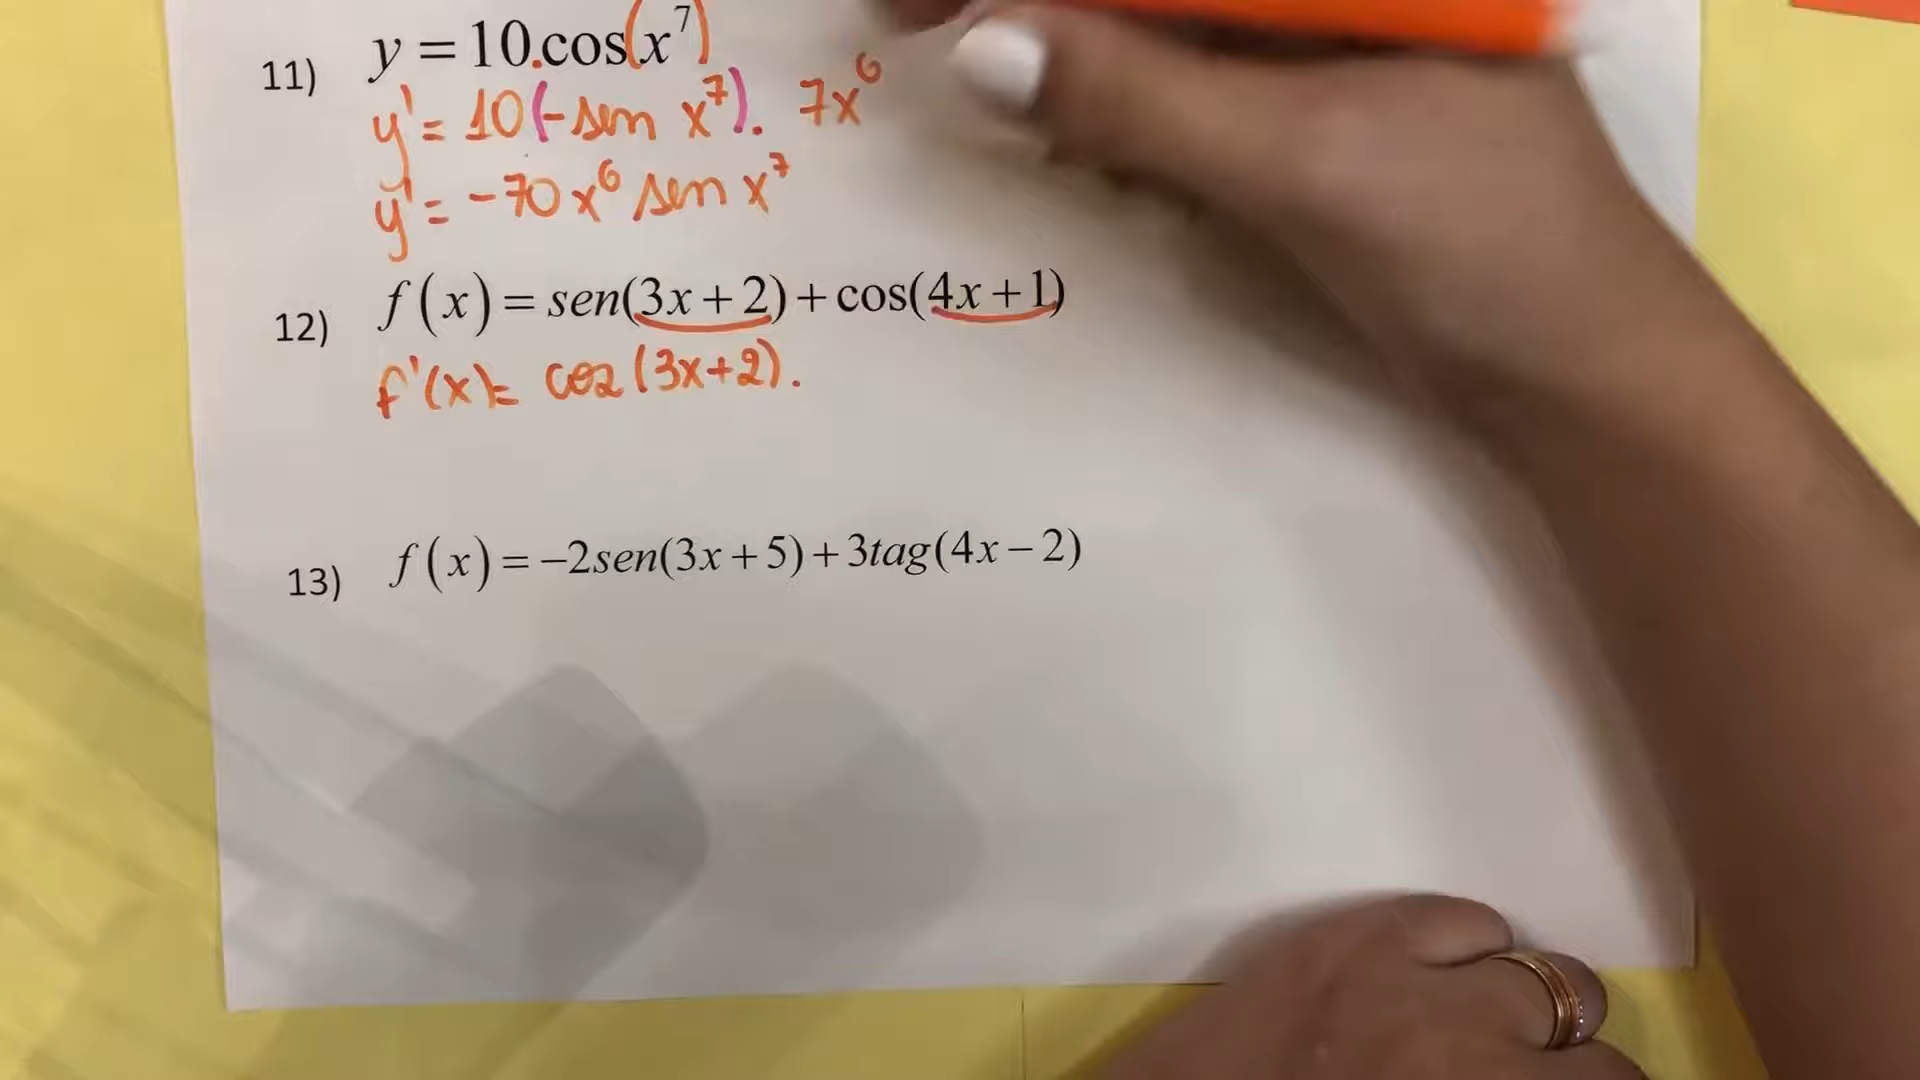 11) y = 10.cos(x⁷)
y' = 10(-sen x⁷). 7x⁶
y' = -70x⁶ sen x⁷
12) f(x) = sen(3x+2)+cos(4x+1)
f'(x)= cos(3x+2).
13) f(x) = -2sen(3x+5)+3tag(4x-2)